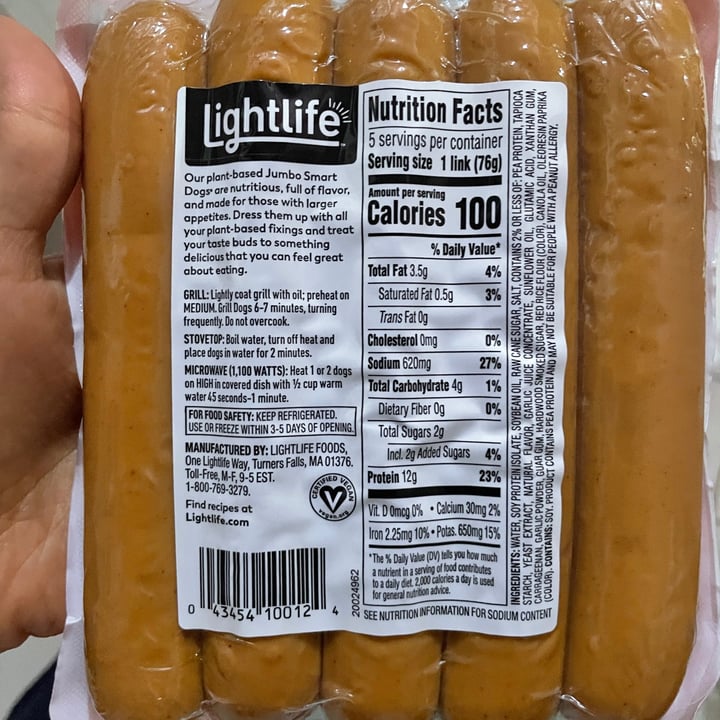 Lightlife
Our plant-based Jumbo Smart
Dogs® are nutritious, full of flavor,
and made for those with larger
appetites. Dress them up with all
your plant-based fixings and treat
your taste buds to something
delicious that you can feel great
about eating.
GRILL: Lightly coat grill with oil; preheat on
MEDIUM. Grill Dogs 6-7 minutes, turning
frequently. Do not overcook.
STOVETOP: Boil water, turn off heat and
place dogs in water for 2 minutes.
MICROWAVE (1,100 WATTS): Heat 1 or 2 dogs
on HIGH in covered dish with ½ cup warm
water 45 seconds-1 minute.
FOR FOOD SAFETY: KEEP REFRIGERATED.
USE OR FREEZE WITHIN 3-5 DAYS OF OPENING.
MANUFACTURED BY: LIGHTLIFE FOODS,
One Lightlife Way, Turners Falls, MA 01376.
Toll-Free, M-F, 9-5 EST.
1-800-769-3279.
Find recipes at
Lightlife.com
CERTIFIED VEGAN
V
vegan.org
0 43454 10012 4
20024962
Nutrition Facts
5 servings per container
Serving size 1 link (76g)
Amount per serving
Calories 100
% Daily Value*
Total Fat 3.5g 4%
Saturated Fat 0.5g 3%
Trans Fat 0g
Cholesterol 0mg 0%
Sodium 620mg 27%
Total Carbohydrate 4g 1%
Dietary Fiber 0g 0%
Total Sugars 2g
Incl. 2g Added Sugars 4%
Protein 12g 23%
Vit. D 0mcg 0% • Calcium 30mg 2%
Iron 2.25mg 10% • Potas. 650mg 15%
*The % Daily Value (DV) tells you how much
a nutrient in a serving of food contributes
to a daily diet. 2,000 calories a day is used
for general nutrition advice.
SEE NUTRITION INFORMATION FOR SODIUM CONTENT
INGREDIENTS: WATER, SOY PROTEIN ISOLATE, SOYBEAN OIL, RAW CANE SUGAR, SALT, CONTAINS 2% OR LESS OF: PEA PROTEIN, TAPIOCA
STARCH, YEAST EXTRACT, NATURAL FLAVOR, GARLIC JUICE CONCENTRATE, SUNFLOWER OIL, GLUTAMIC ACID, XANTHAN GUM,
CARRAGEENAN, GARLIC POWDER, GUAR GUM, HARDWOOD SMOKED SUGAR, RED RICE FLOUR (COLOR), CANOLA OIL, OLEORESIN PAPRIKA
(COLOR). CONTAINS: SOY. PRODUCT CONTAINS PEA PROTEIN AND MAY NOT BE SUITABLE FOR PEOPLE WITH A PEANUT ALLERGY.